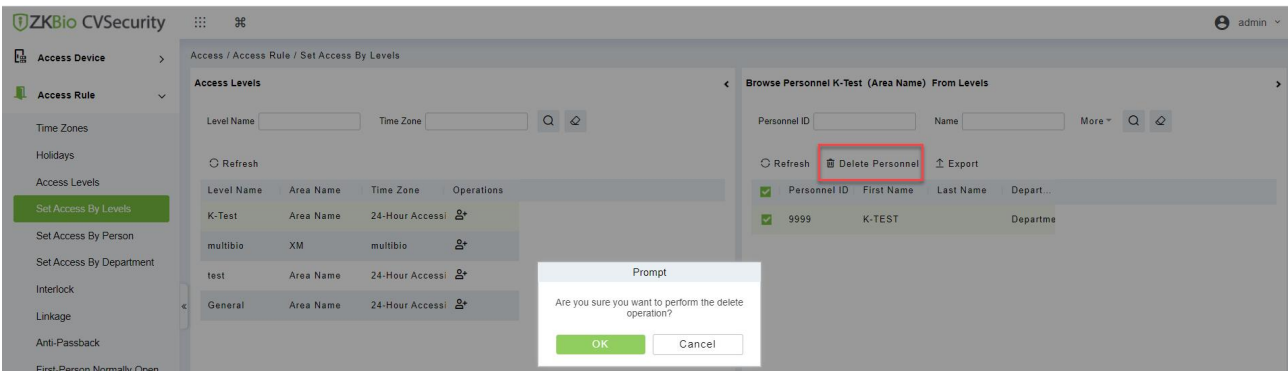 ZKBio CVSecurity
admin
Access Device
Access Rule
Time Zones
Holidays
Access Levels
Set Access By Levels
Set Access By Person
Set Access By Department
Interlock
Linkage
Anti-Passback
First-Person Normally Open
Access / Access Rule / Set Access By Levels
Access Levels
Level Name Time Zone
Refresh
Level Name Area Name Time Zone Operations
K-Test Area Name 24-Hour Accessi
multibio XM multibio
test Area Name 24-Hour Accessi
General Area Name 24-Hour Accessi
Browse Personnel K-Test (Area Name) From Levels
Personnel ID Name More
Refresh Delete Personnel Export
Personnel ID First Name Last Name Depart...
9999 K-TEST Departme
Prompt
Are you sure you want to perform the delete
operation?
OK Cancel